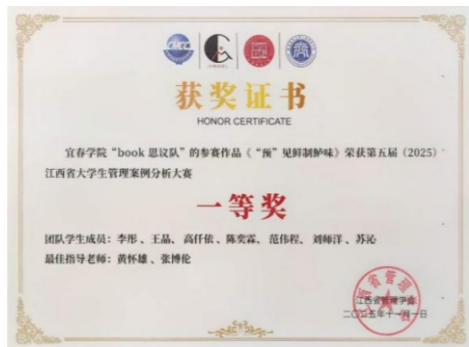 获奖证书
HONOR CERTIFICATE
宜春学院“book思议队”的参赛作品《“预”见鲜制鲈味》荣获第五届（2025）
江西省大学生管理案例分析大赛
一等奖
团队学生成员：李彤、王晶、高仟依、陈奕霖、范伟程、刘师洋、苏沁
最佳指导老师：黄怀雄、张博伦
江西省管理学会
二〇二五年十一月一日